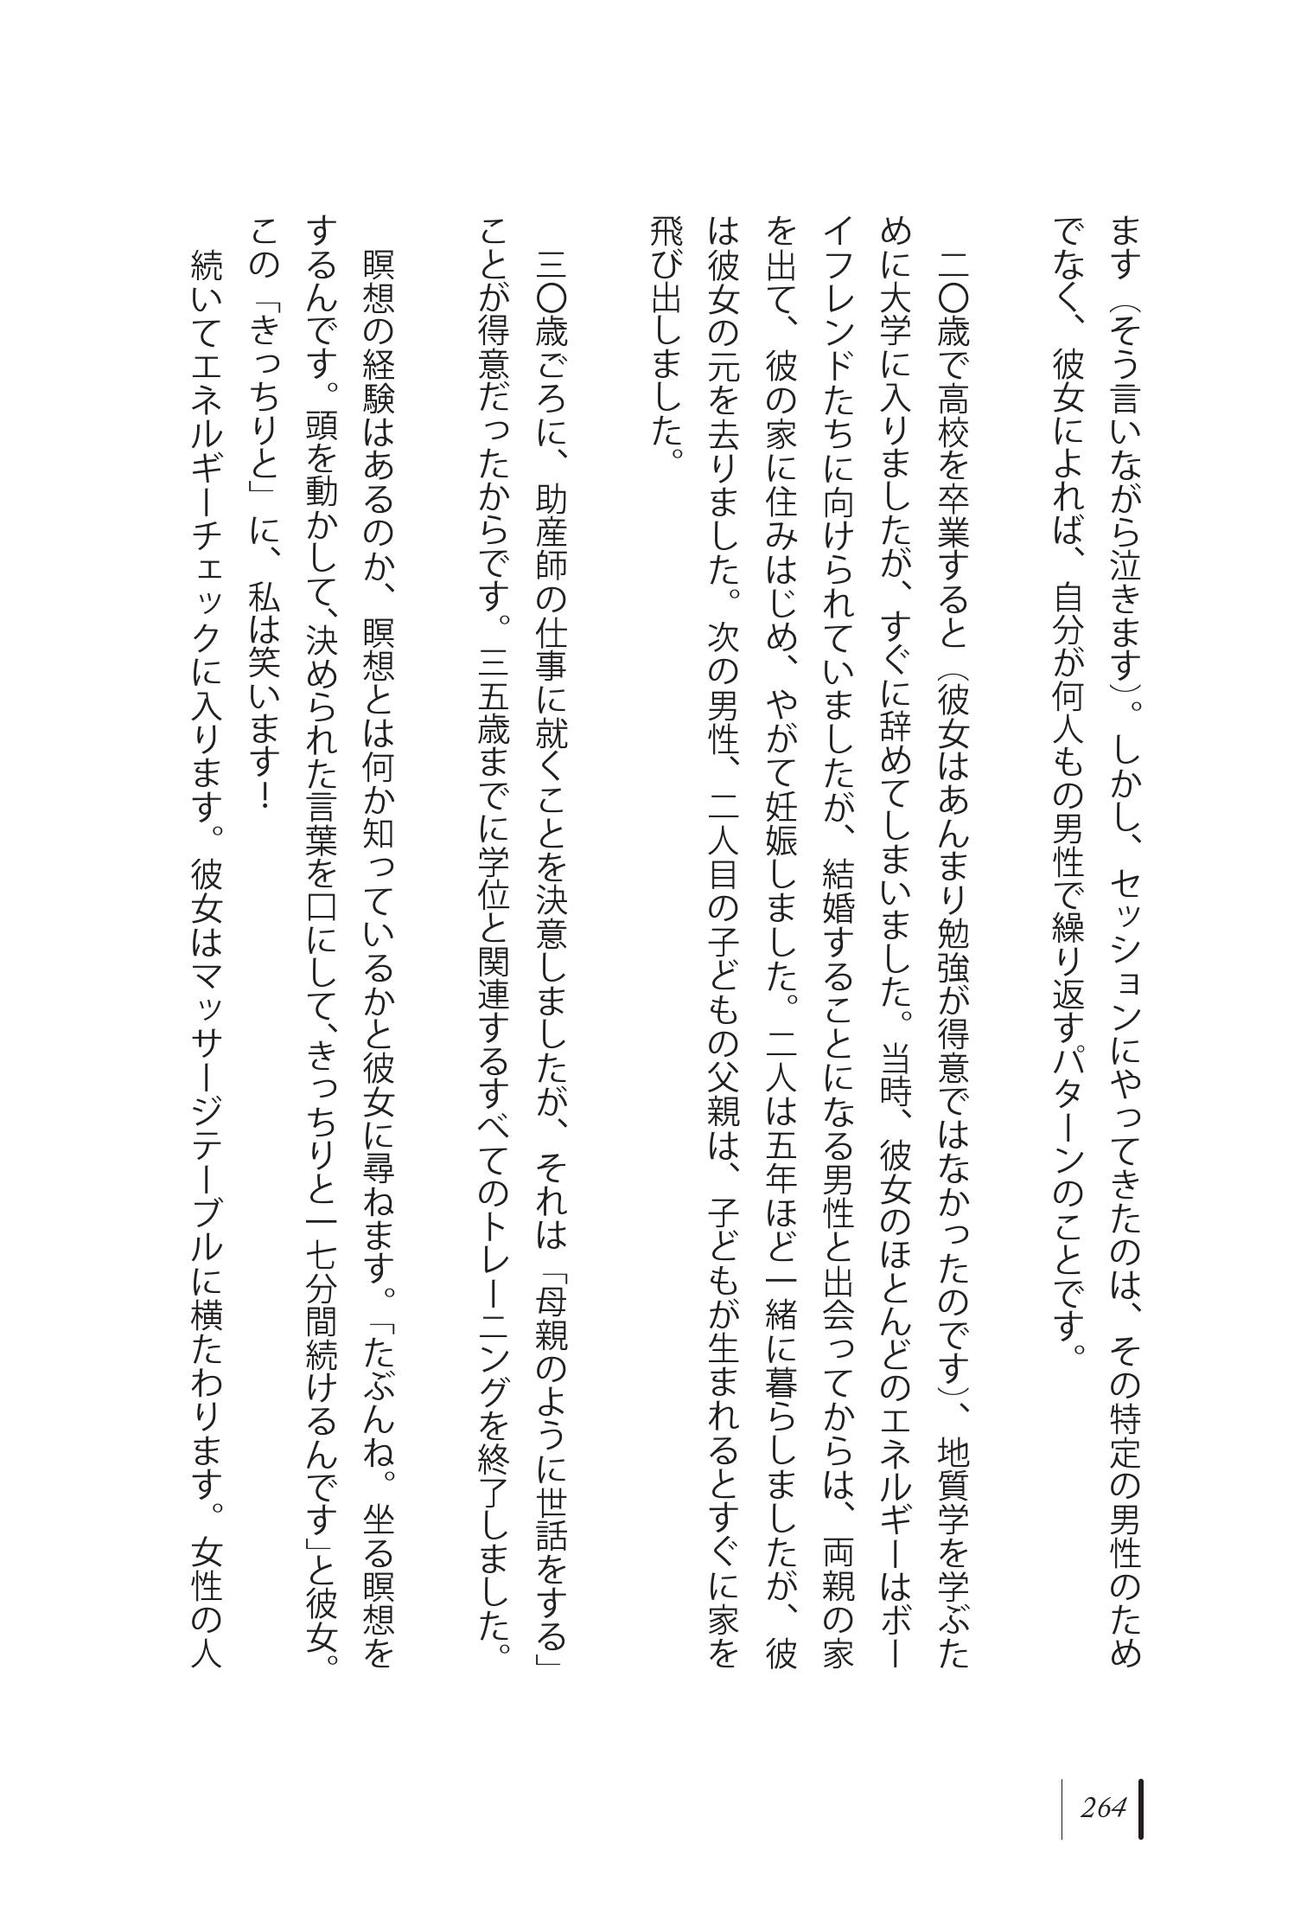 ます（そう言いながら泣きます）。しかし、セッションにやってきたのは、その特定の男性のため
でなく、彼女によれば、自分が何人もの男性で繰り返すパターンのことです。
二〇歳で高校を卒業すると（彼女はあんまり勉強が得意ではなかったのです）、地質学を学ぶた
めに大学に入りましたが、すぐに辞めてしまいました。当時、彼女のほとんどのエネルギーはボー
イフレンドたちに向けられていましたが、結婚することになる男性と出会ってからは、両親の家
を出て、彼の家に住みはじめ、やがて妊娠しました。二人は五年ほど一緒に暮らしましたが、彼
は彼女の元を去りました。次の男性、二人目の子どもの父親は、子どもが生まれるとすぐに家を
飛び出しました。
三〇歳ごろに、助産師の仕事に就くことを決意しましたが、それは「母親のように世話をする」
ことが得意だったからです。三五歳までに学位と関連するすべてのトレーニングを終了しました。
瞑想の経験はあるのか、瞑想とは何か知っているかと彼女に尋ねます。「たぶんね。坐る瞑想を
するんです。頭を動かして、決められた言葉を口にして、きっちりと一七分間続けるんです」と彼女。
この「きっちりと」に、私は笑います！
続いてエネルギーチェックに入ります。彼女はマッサージテーブルに横たわります。女性の人
264